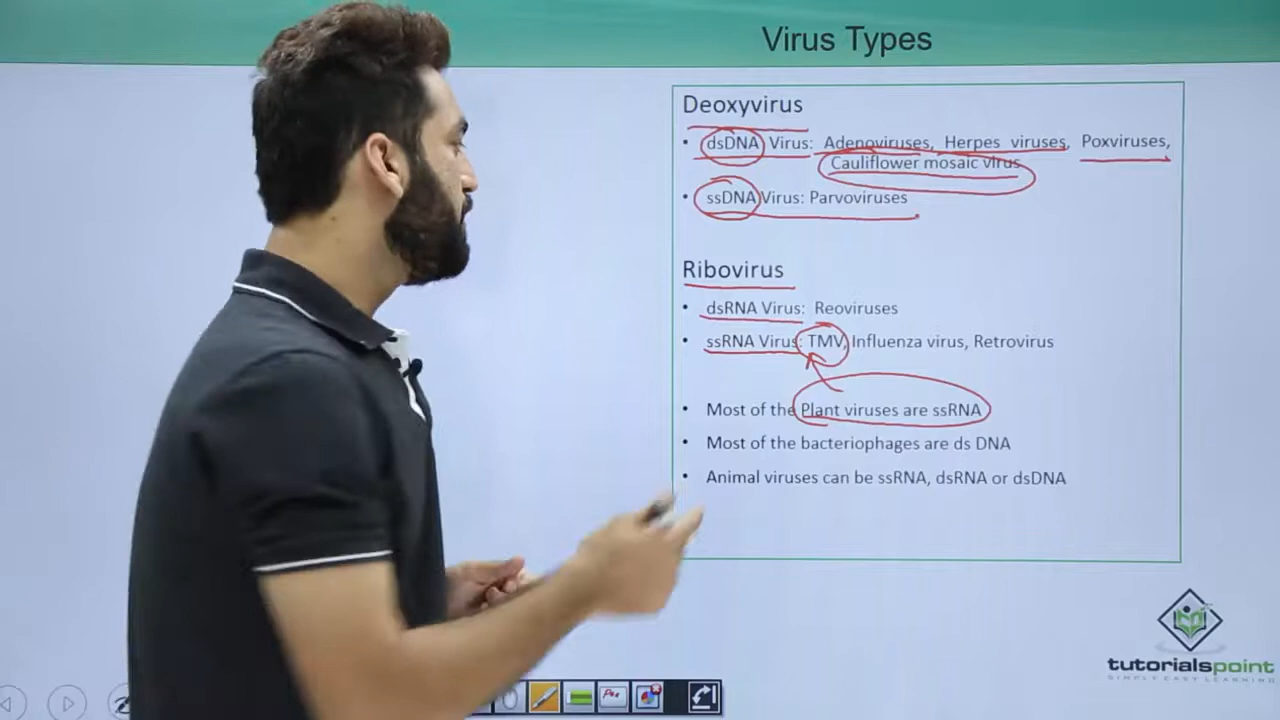 Virus Types
Deoxyvirus
• dsDNA Virus: Adenoviruses, Herpes viruses, Poxviruses,
Cauliflower mosaic virus
• ssDNA Virus: Parvoviruses
Ribovirus
• dsRNA Virus: Reoviruses
• ssRNA Virus: TMV, Influenza virus, Retrovirus
• Most of the Plant viruses are ssRNA
• Most of the bacteriophages are ds DNA
• Animal viruses can be ssRNA, dsRNA or dsDNA
tutorialspoint
SIMPLY EASY LEARNING